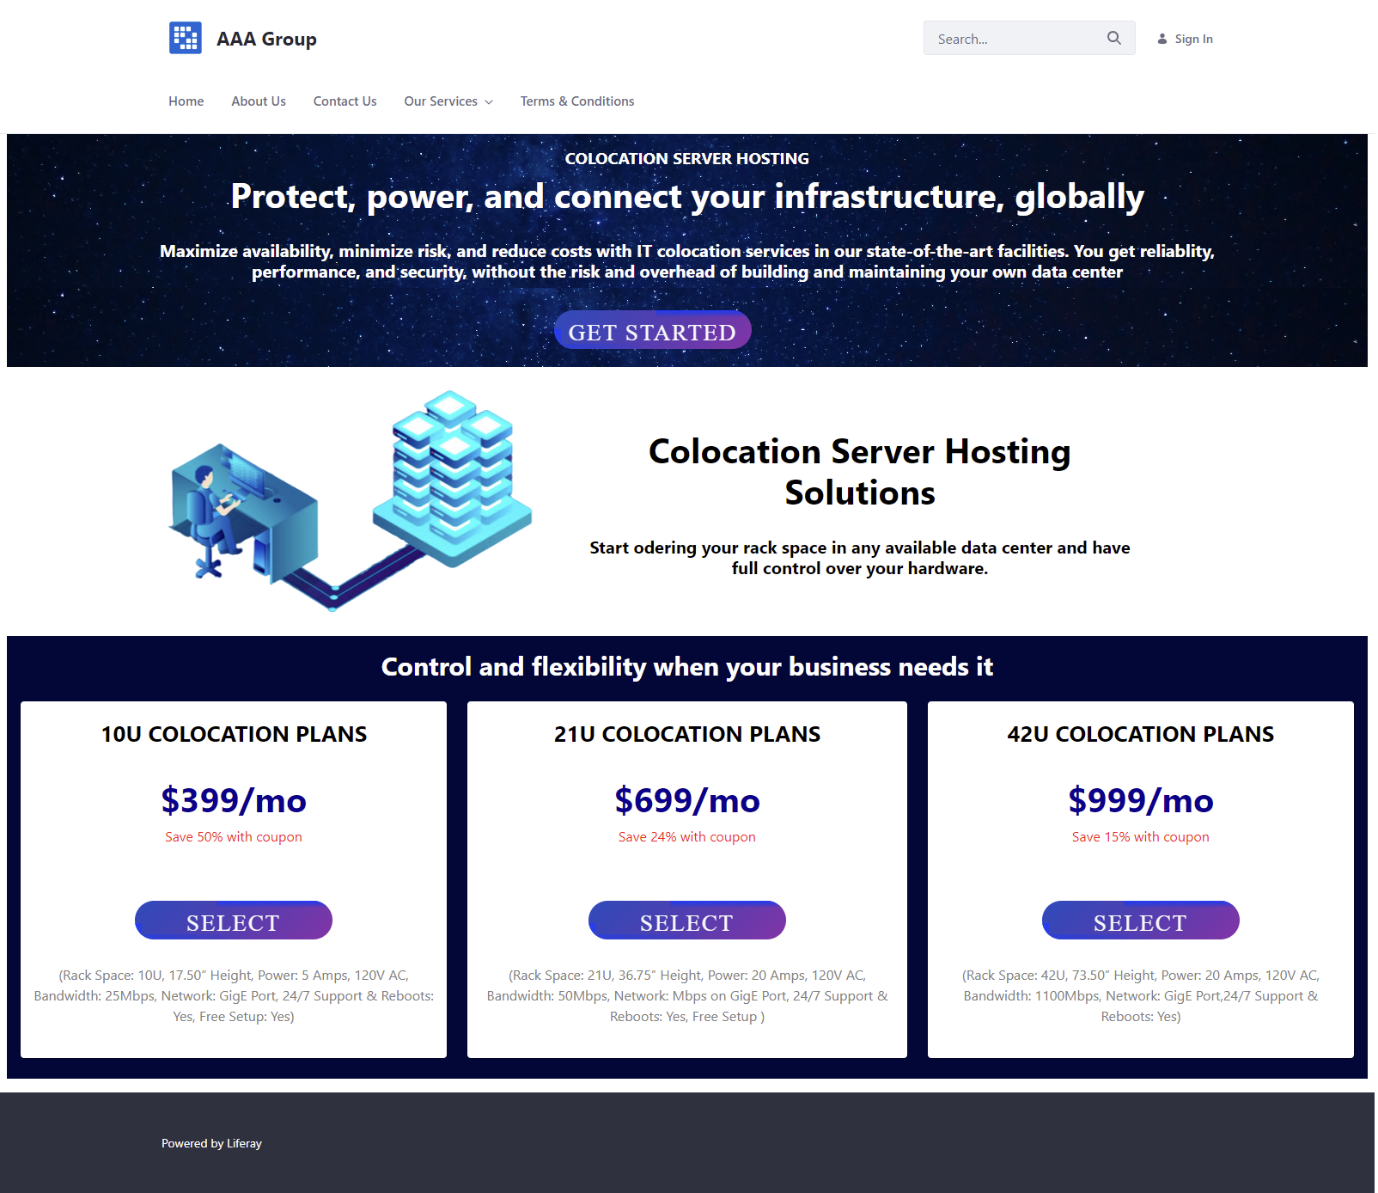 AAA Group
Search...
Sign In
Home
About Us
Contact Us
Our Services
Terms & Conditions
COLOCATION SERVER HOSTING
Protect, power, and connect your infrastructure, globally
Maximize availability, minimize risk, and reduce costs with IT colocation services in our state-of-the-art facilities. You get reliablity,
performance, and security, without the risk and overhead of building and maintaining your own data center
GET STARTED
Colocation Server Hosting
Solutions
Start odering your rack space in any available data center and have
full control over your hardware.
Control and flexibility when your business needs it
10U COLOCATION PLANS
$399/mo
Save 50% with coupon
SELECT
(Rack Space: 10U, 17.50” Height, Power: 5 Amps, 120V AC,
Bandwidth: 25Mbps, Network: GigE Port, 24/7 Support & Reboots:
Yes, Free Setup: Yes)
21U COLOCATION PLANS
$699/mo
Save 24% with coupon
SELECT
(Rack Space: 21U, 36.75” Height, Power: 20 Amps, 120V AC,
Bandwidth: 50Mbps, Network: Mbps on GigE Port, 24/7 Support &
Reboots: Yes, Free Setup )
42U COLOCATION PLANS
$999/mo
Save 15% with coupon
SELECT
(Rack Space: 42U, 73.50” Height, Power: 20 Amps, 120V AC,
Bandwidth: 1100Mbps, Network: GigE Port,24/7 Support &
Reboots: Yes)
Powered by Liferay